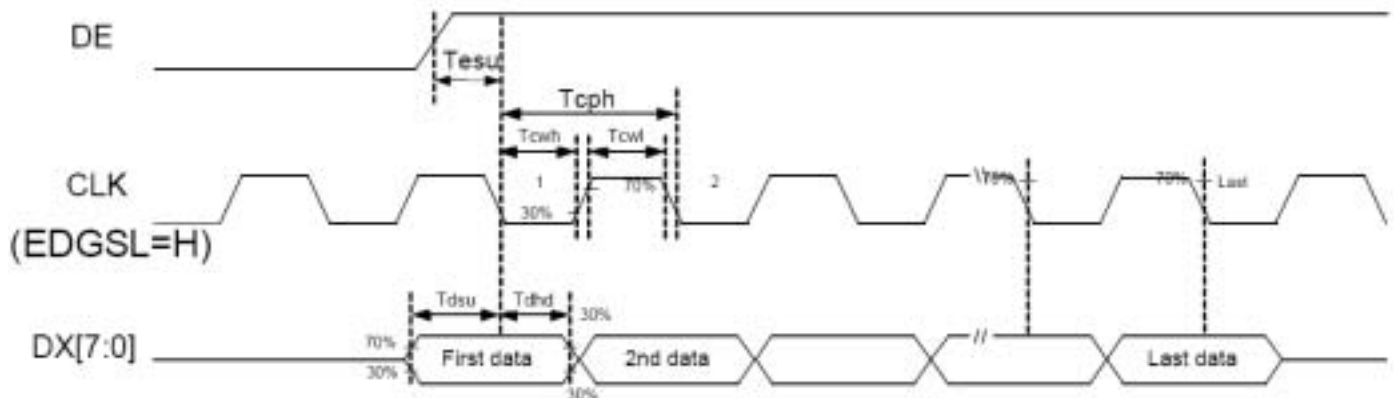 DE
Tesu
Tcph
Tcwh
Tcwl
CLK
1
70%
2
\\
70%
70%
Last
30%
(EDGSL=H)
Tdsu
Tdhd
30%
70%
DX[7:0]
First data
2nd data
//
Last data
30%
30%